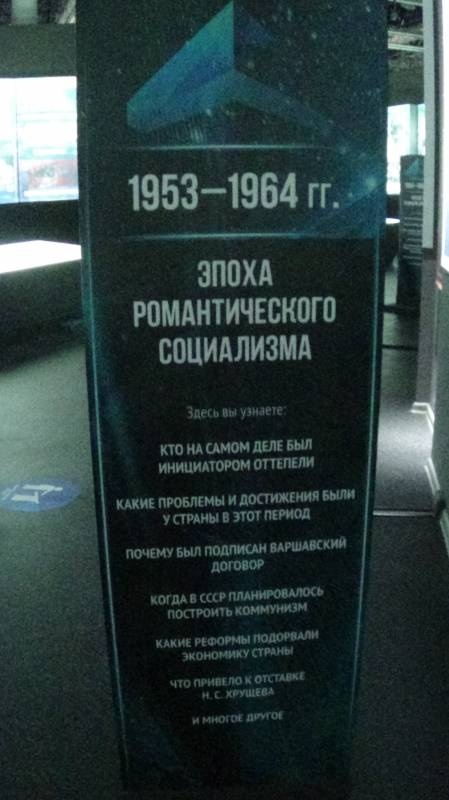 1953–1964 гг.
ЭПОХА
РОМАНТИЧЕСКОГО
СОЦИАЛИЗМА
Здесь вы узнаете:
КТО НА САМОМ ДЕЛЕ БЫЛ
ИНИЦИАТОРОМ ОТТЕПЕЛИ
КАКИЕ ПРОБЛЕМЫ И ДОСТИЖЕНИЯ БЫЛИ
У СТРАНЫ В ЭТОТ ПЕРИОД
ПОЧЕМУ БЫЛ ПОДПИСАН ВАРШАВСКИЙ
ДОГОВОР
КОГДА В СССР ПЛАНИРОВАЛОСЬ
ПОСТРОИТЬ КОММУНИЗМ
КАКИЕ РЕФОРМЫ ПОДОРВАЛИ
ЭКОНОМИКУ СТРАНЫ
ЧТО ПРИВЕЛО К ОТСТАВКЕ
Н. С. ХРУЩЕВА
И МНОГОЕ ДРУГОЕ